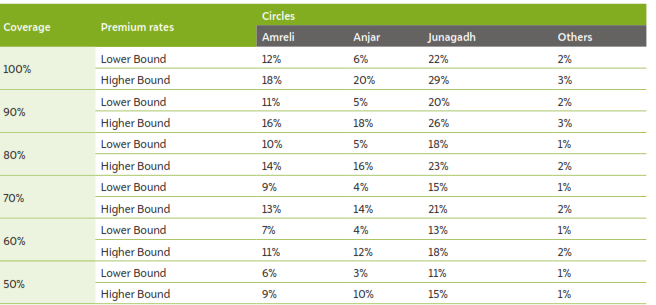 Coverage Premium rates Circles
Amreli Anjar Junagadh Others
100% Lower Bound 12% 6% 22% 2%
Higher Bound 18% 20% 29% 3%
90% Lower Bound 11% 5% 20% 2%
Higher Bound 16% 18% 26% 3%
80% Lower Bound 10% 5% 18% 1%
Higher Bound 14% 16% 23% 2%
70% Lower Bound 9% 4% 15% 1%
Higher Bound 13% 14% 21% 2%
60% Lower Bound 7% 4% 13% 1%
Higher Bound 11% 12% 18% 2%
50% Lower Bound 6% 3% 11% 1%
Higher Bound 9% 10% 15% 1%